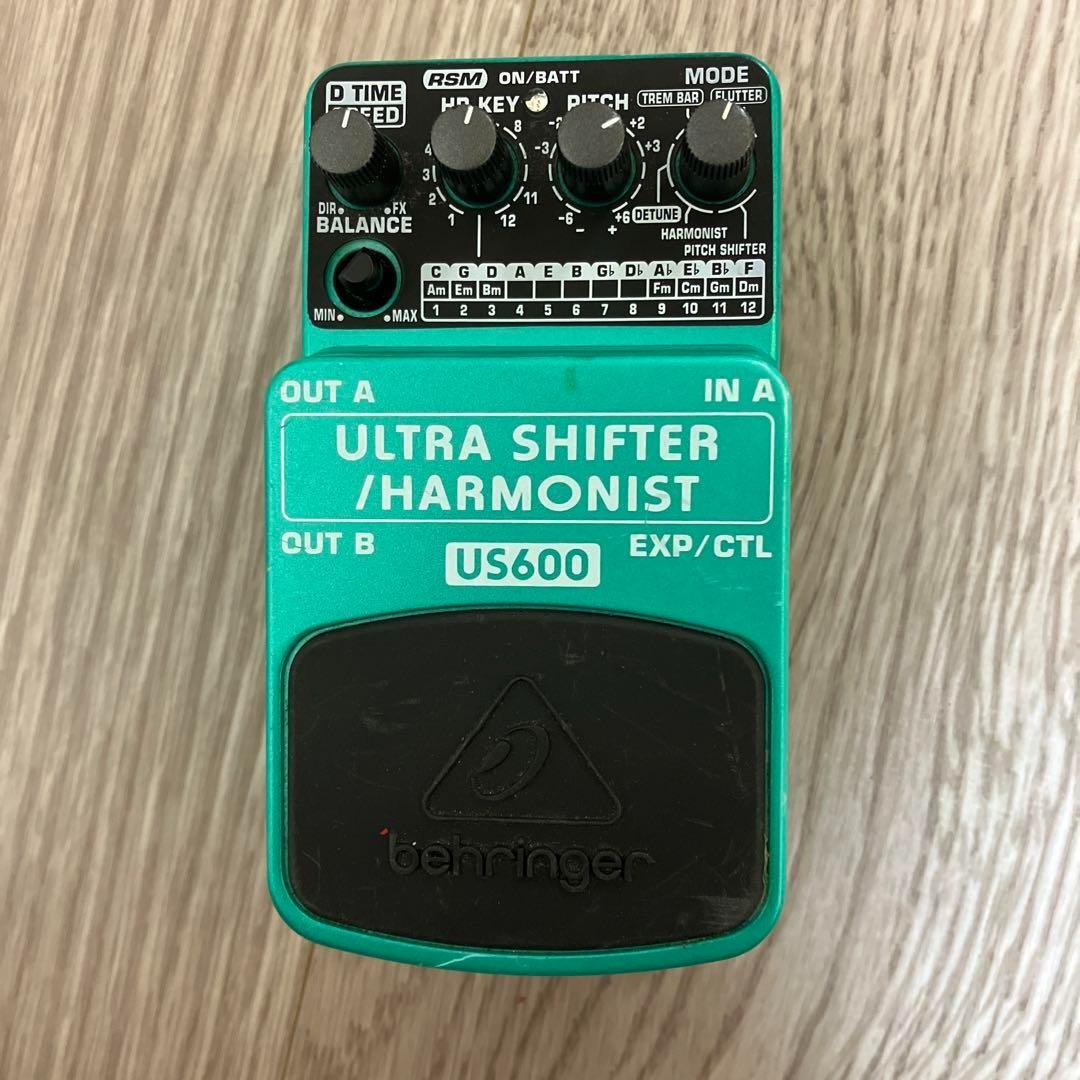 RSM ON/BATT
MODE
D TIME
HR KEY
PITCH
TREM BAR FLUTTER
8
+2
4
-3
+3
3
2
11
1
12
-6
+6
- +
DETUNE
DIR FX
BALANCE
HARMONIST
PITCH SHIFTER
C G D A E B G♭ D♭ A♭ E♭ B♭ F
Am Em Bm Fm Cm Gm Dm
1 2 3 4 5 6 7 8 9 10 11 12
MIN MAX
OUT A
IN A
ULTRA SHIFTER
/HARMONIST
OUT B
EXP/CTL
US600
behringer